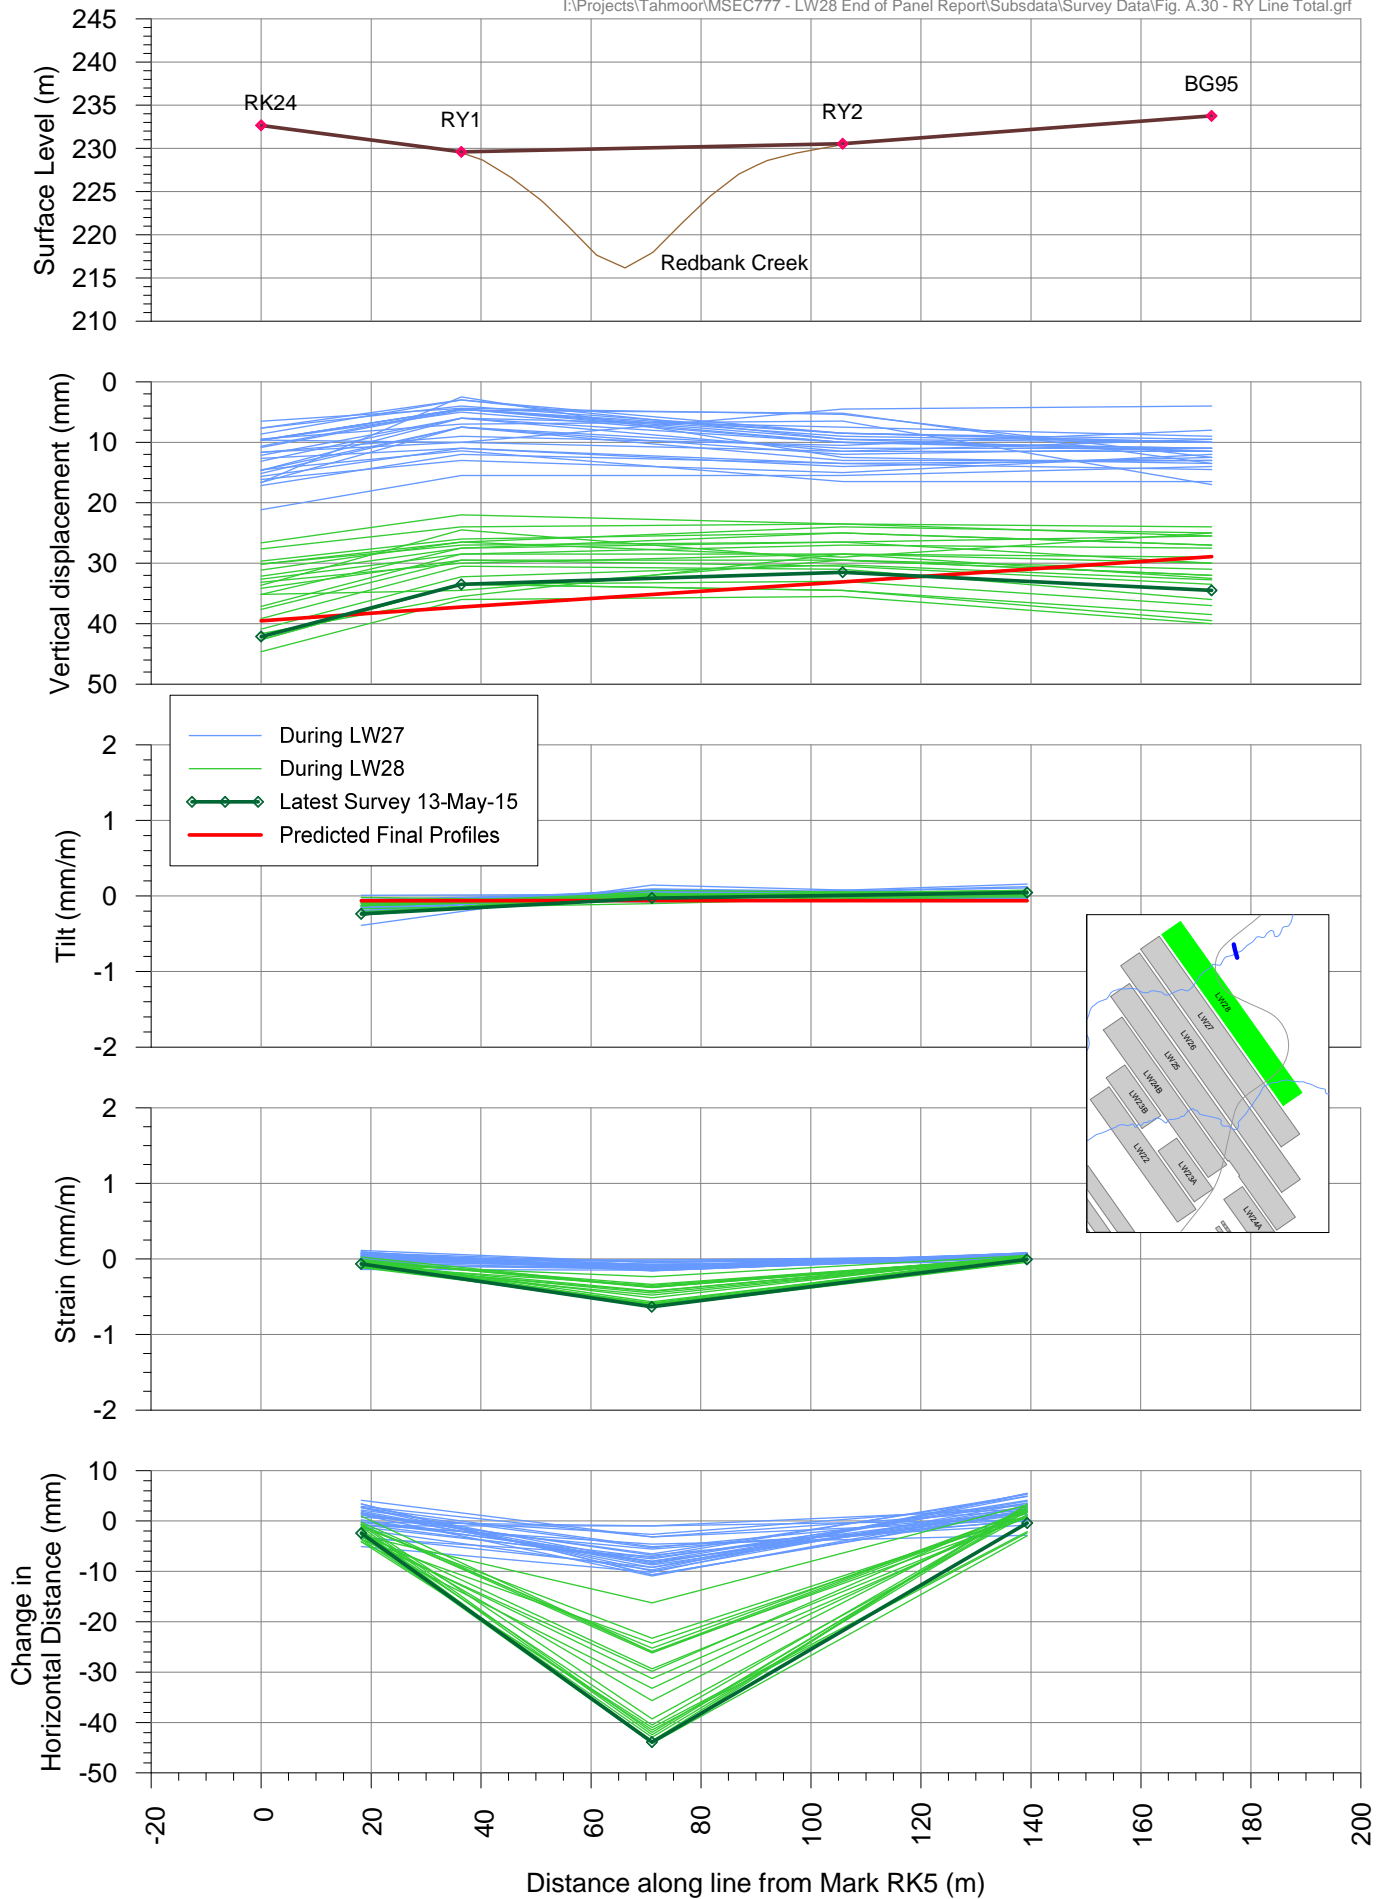 I:\Projects\Tahmoor\MSEC777 - LW28 End of Panel Report\Subsdata\Survey Data\Fig. A.30 - RY Line Total.grf
Surface Level (m)
245
240
235
230
225
220
215
210
RK24
RY1
RY2
BG95
Redbank Creek
Vertical displacement (mm)
0
10
20
30
40
50
During LW27
During LW28
Latest Survey 13-May-15
Predicted Final Profiles
Tilt (mm/m)
2
1
0
-1
-2
LW28
LW27
LW26
LW25
LW24B
LW23B
LW22
LW23A
LW24A
Strain (mm/m)
2
1
0
-1
-2
Change in
Horizontal Distance (mm)
10
0
-10
-20
-30
-40
-50
-20 0 20 40 60 80 100 120 140 160 180 200
Distance along line from Mark RK5 (m)